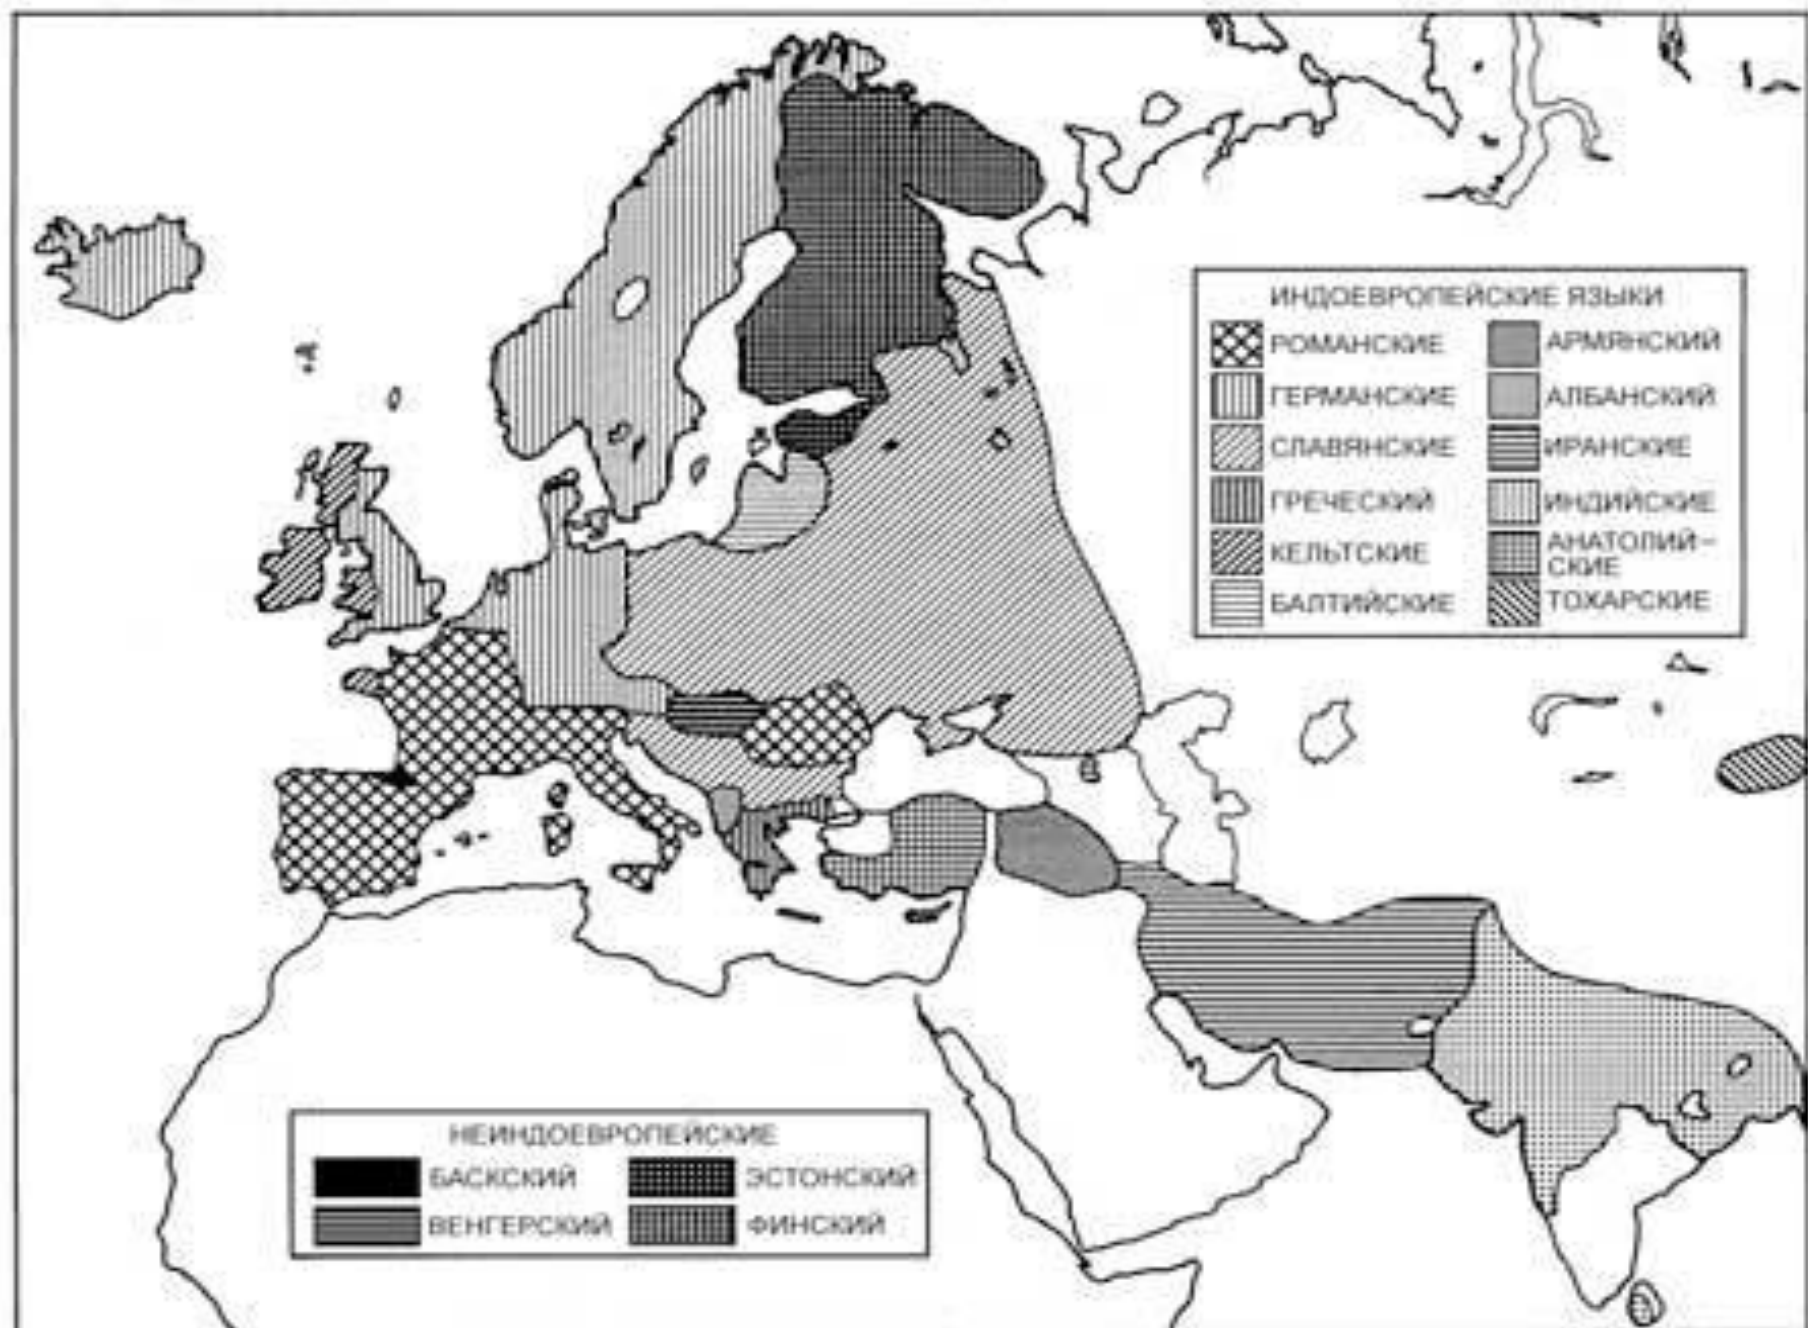 ИНДОЕВРОПЕЙСКИЕ ЯЗЫКИ
РОМАНСКИЕ
ГЕРМАНСКИЕ
СЛАВЯНСКИЕ
ГРЕЧЕСКИЙ
КЕЛЬТСКИЕ
БАЛТИЙСКИЕ
АРМЯНСКИЙ
АЛБАНСКИЙ
ИРАНСКИЕ
ИНДИЙСКИЕ
АНАТОЛИЙ–
СКИЕ
ТОХАРСКИЕ
НЕИНДОЕВРОПЕЙСКИЕ
БАСКСКИЙ
ВЕНГЕРСКИЙ
ЭСТОНСКИЙ
ФИНСКИЙ